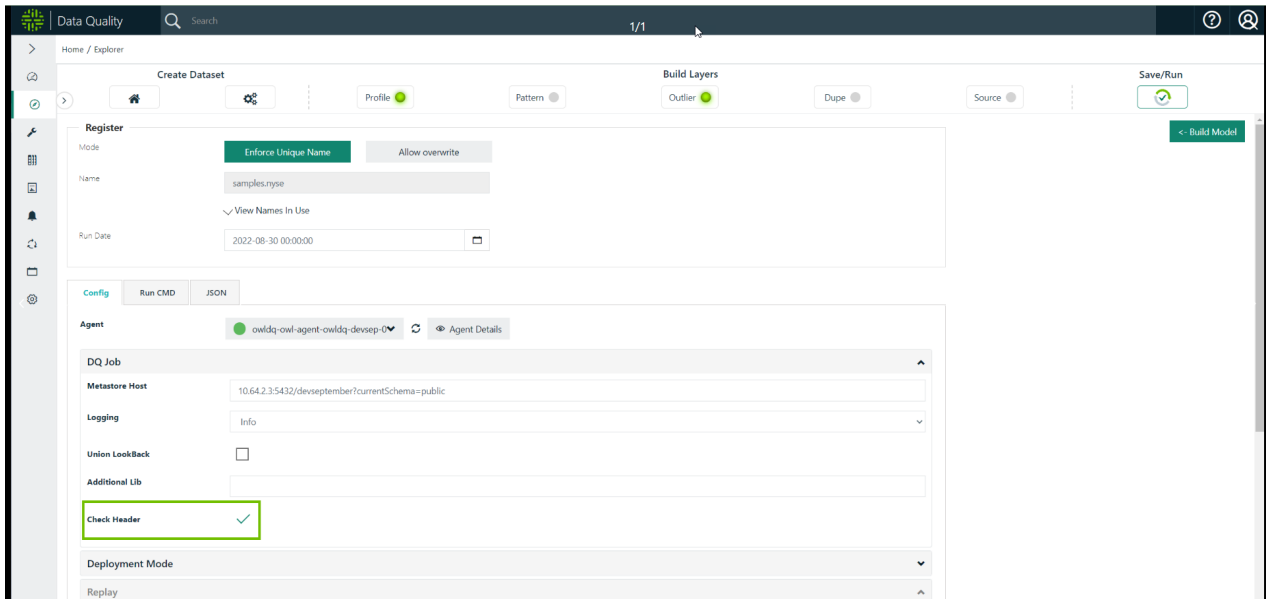 Data Quality
Search
1/1
Home / Explorer
Create Dataset
Build Layers
Save/Run
Profile
Pattern
Outlier
Dupe
Source
<- Build Model
Register
Mode
Enforce Unique Name
Allow overwrite
Name
samples.nyse
View Names In Use
Run Date
2022-08-30 00:00:00
Config
Run CMD
JSON
Agent
owldq-owl-agent-owldq-devsep-0
Agent Details
DQ Job
Metastore Host
10.64.2.3:5432/devseptember?currentSchema=public
Logging
Info
Union LookBack
Additional Lib
Check Header
Deployment Mode
Replay